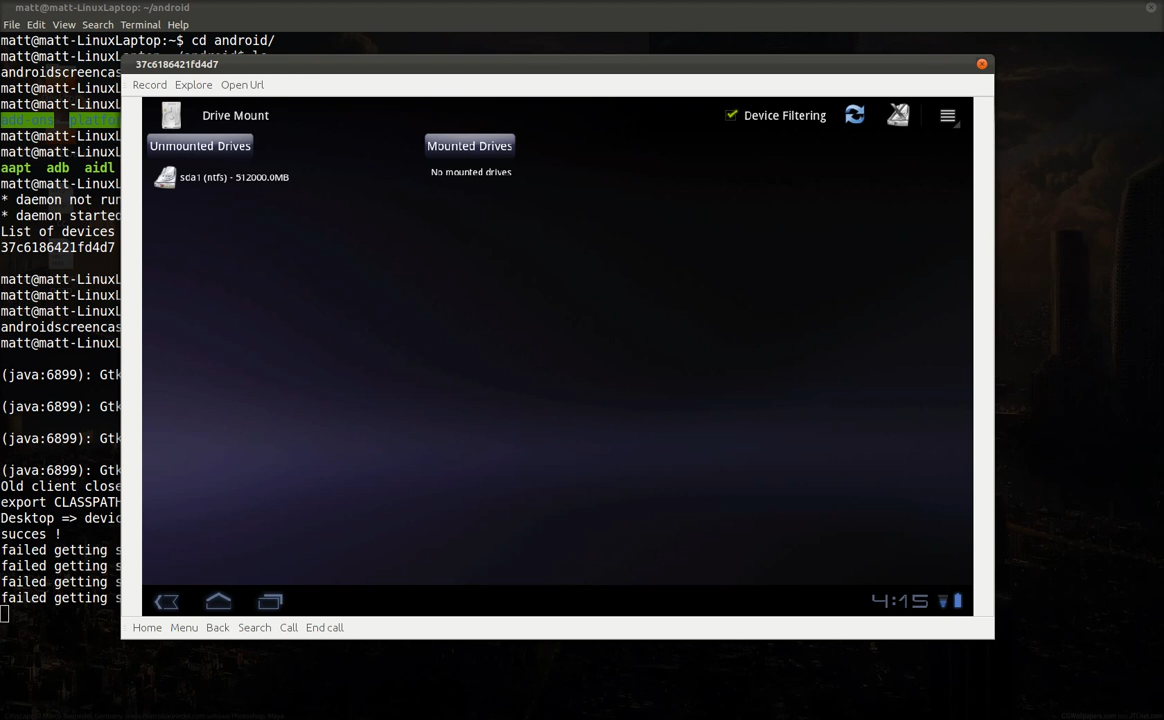 matt@matt-LinuxLaptop: ~/android
File Edit View Search Terminal Help
matt@matt-LinuxLaptop:~$ cd android/
androidscreencas
matt@matt-LinuxL
matt@matt-LinuxL
add-ons platfo
matt@matt-LinuxL
matt@matt-LinuxL
aapt adb aidl
matt@matt-LinuxL
* daemon not run
* daemon started
List of devices
37c6186421fd4d7
matt@matt-LinuxL
matt@matt-LinuxL
matt@matt-LinuxL
androidscreencas
matt@matt-LinuxL
(java:6899): Gtk
(java:6899): Gtk
(java:6899): Gtk
(java:6899): Gtk
Old client close
export CLASSPATH
Desktop => devic
succes !
failed getting s
failed getting s
failed getting s
failed getting s
37c6186421fd4d7
Record Explore Open Url
Drive Mount
Device Filtering
Unmounted Drives
Mounted Drives
sda1 (ntfs) - 512000.0MB
No mounted drives
4:15
Home Menu Back Search Call End call